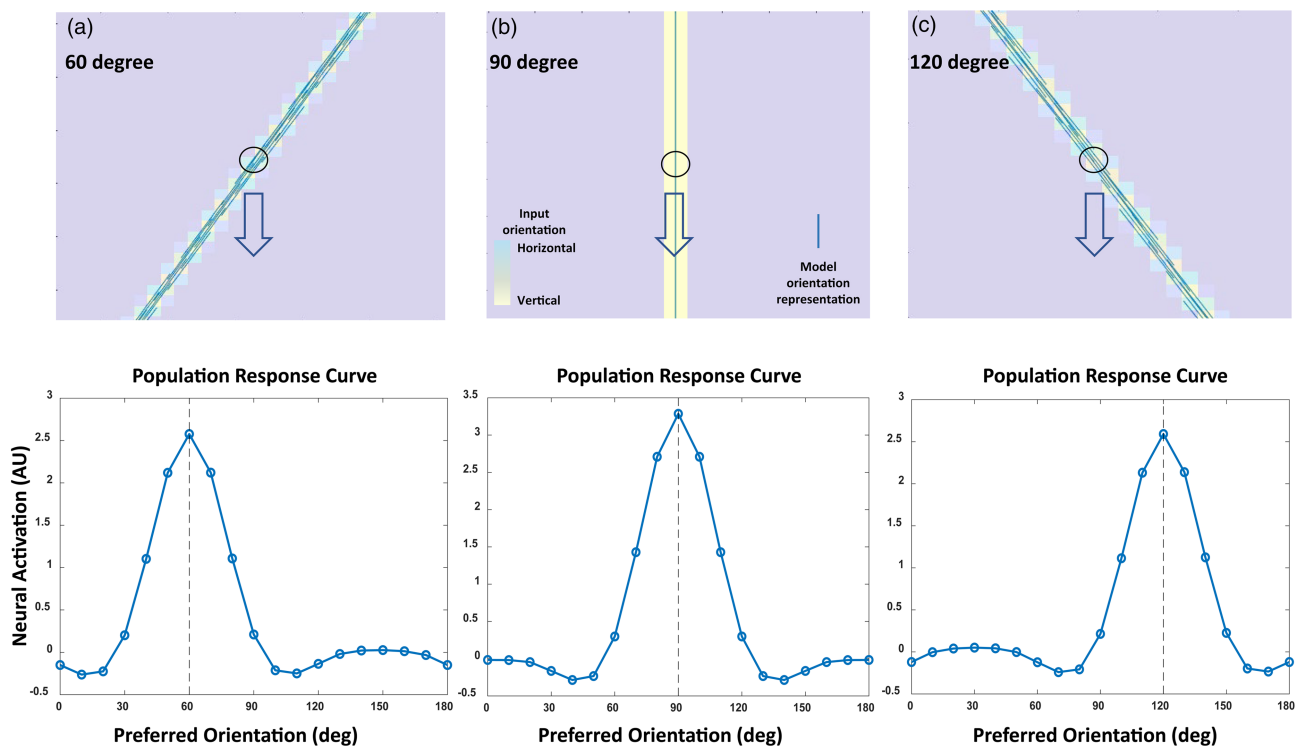 (a)
60 degree
(b)
90 degree
Input
orientation
Horizontal
Vertical
Model
orientation
representation
(c)
120 degree
Population Response Curve
Neural Activation (AU)
3
2.5
2
1.5
1
0.5
0
-0.5
0 30 60 90 120 150 180
Preferred Orientation (deg)
Population Response Curve
3.5
3
2.5
2
1.5
1
0.5
0
-0.5
0 30 60 90 120 150 180
Preferred Orientation (deg)
Population Response Curve
3
2.5
2
1.5
1
0.5
0
-0.5
0 30 60 90 120 150 180
Preferred Orientation (deg)